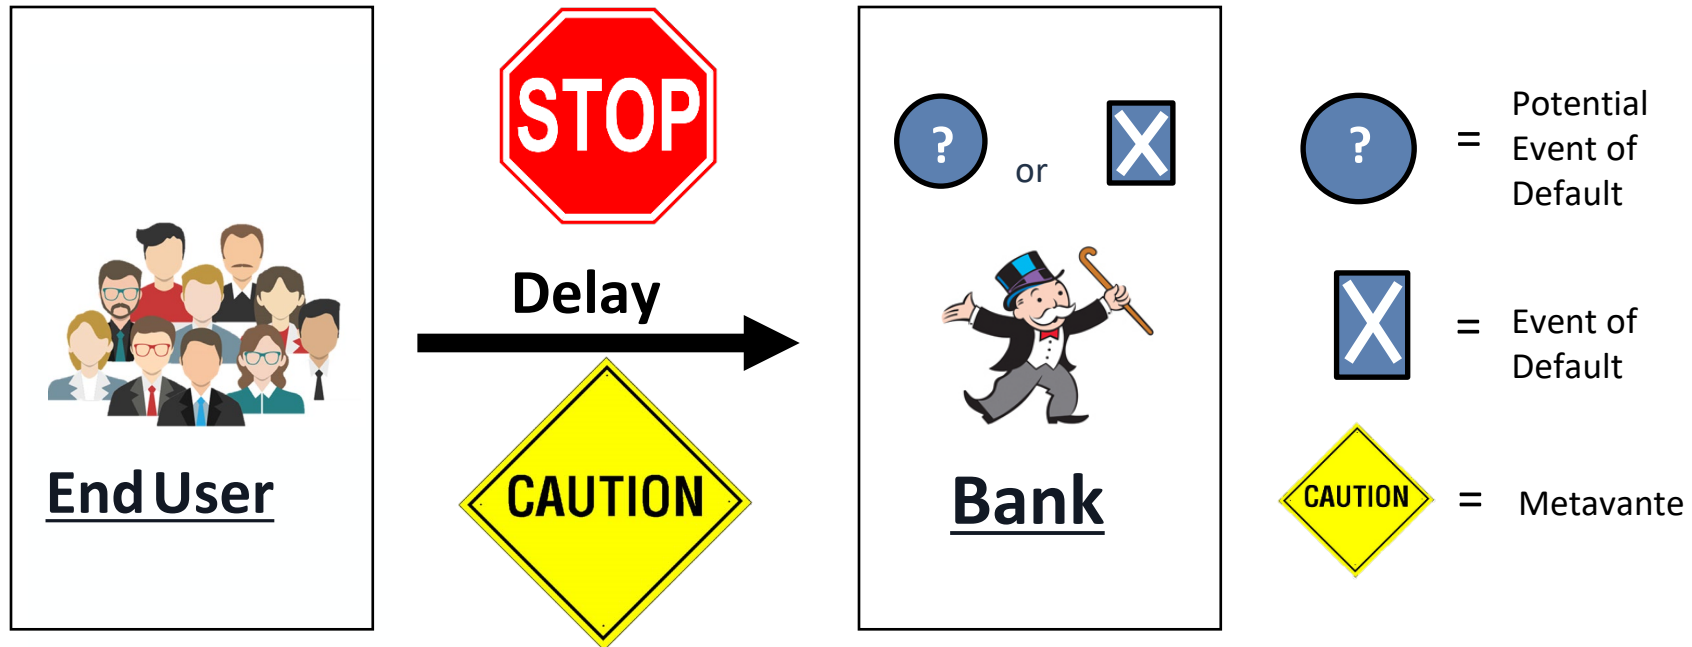 End User
STOP
Delay
CAUTION
? or X
Bank
? = Potential
Event of
Default
X = Event of
Default
CAUTION = Metavante